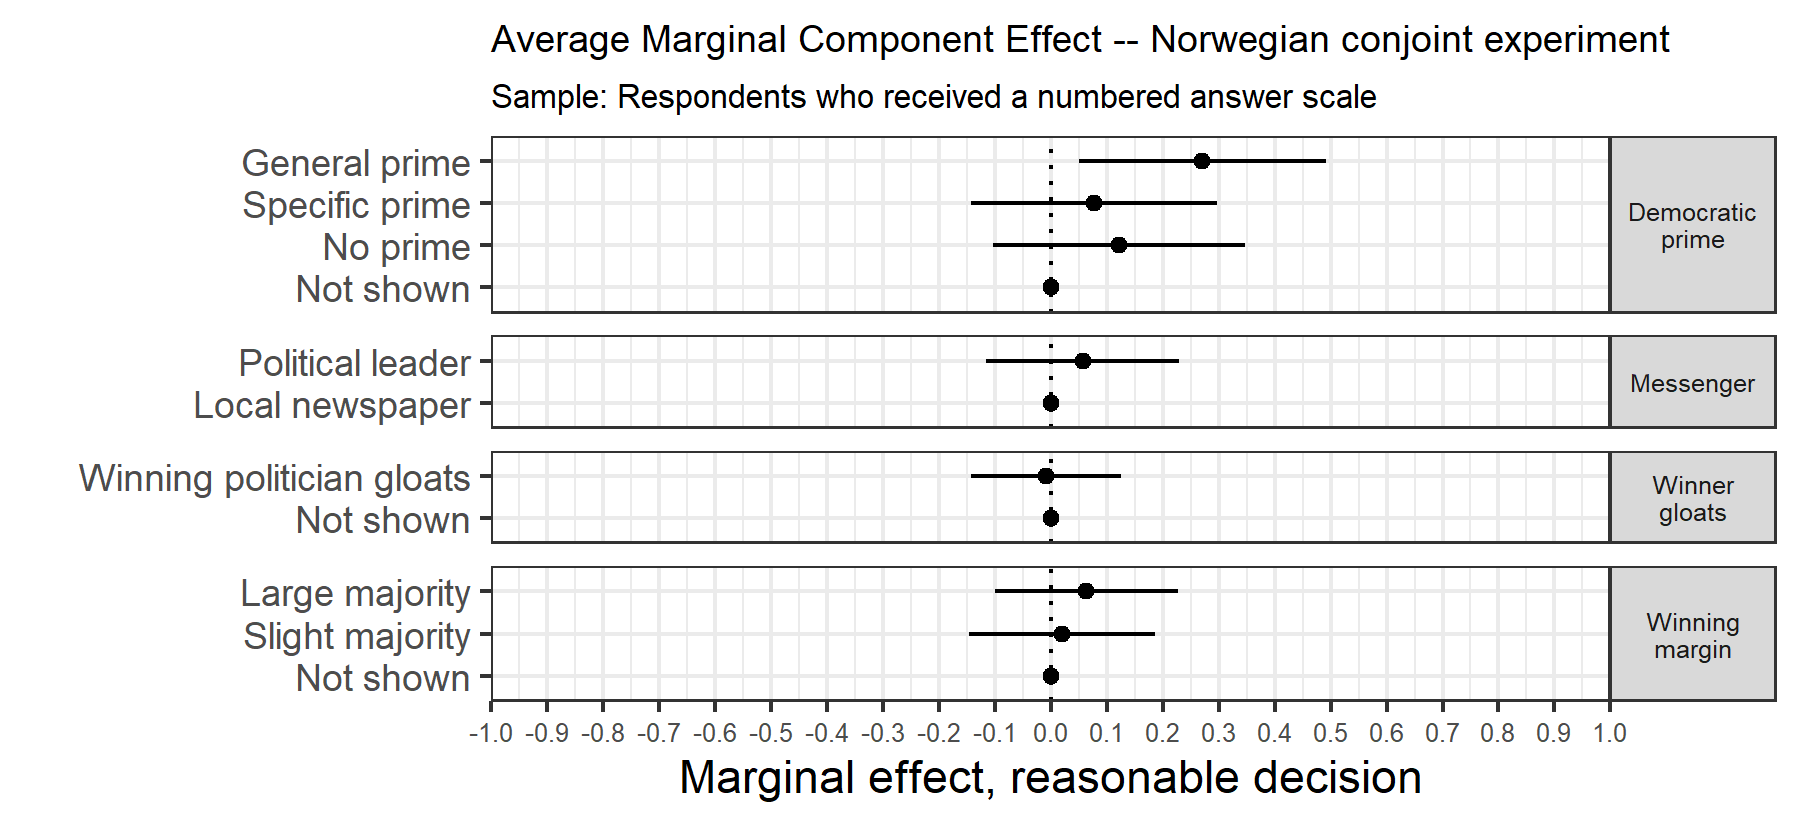 Average Marginal Component Effect -- Norwegian conjoint experiment
Sample: Respondents who received a numbered answer scale
General prime
Specific prime
No prime
Not shown
Democratic
prime
Political leader
Local newspaper
Messenger
Winning politician gloats
Not shown
Winner
gloats
Large majority
Slight majority
Not shown
Winning
margin
-1.0 -0.9 -0.8 -0.7 -0.6 -0.5 -0.4 -0.3 -0.2 -0.1 0.0 0.1 0.2 0.3 0.4 0.5 0.6 0.7 0.8 0.9 1.0
Marginal effect, reasonable decision